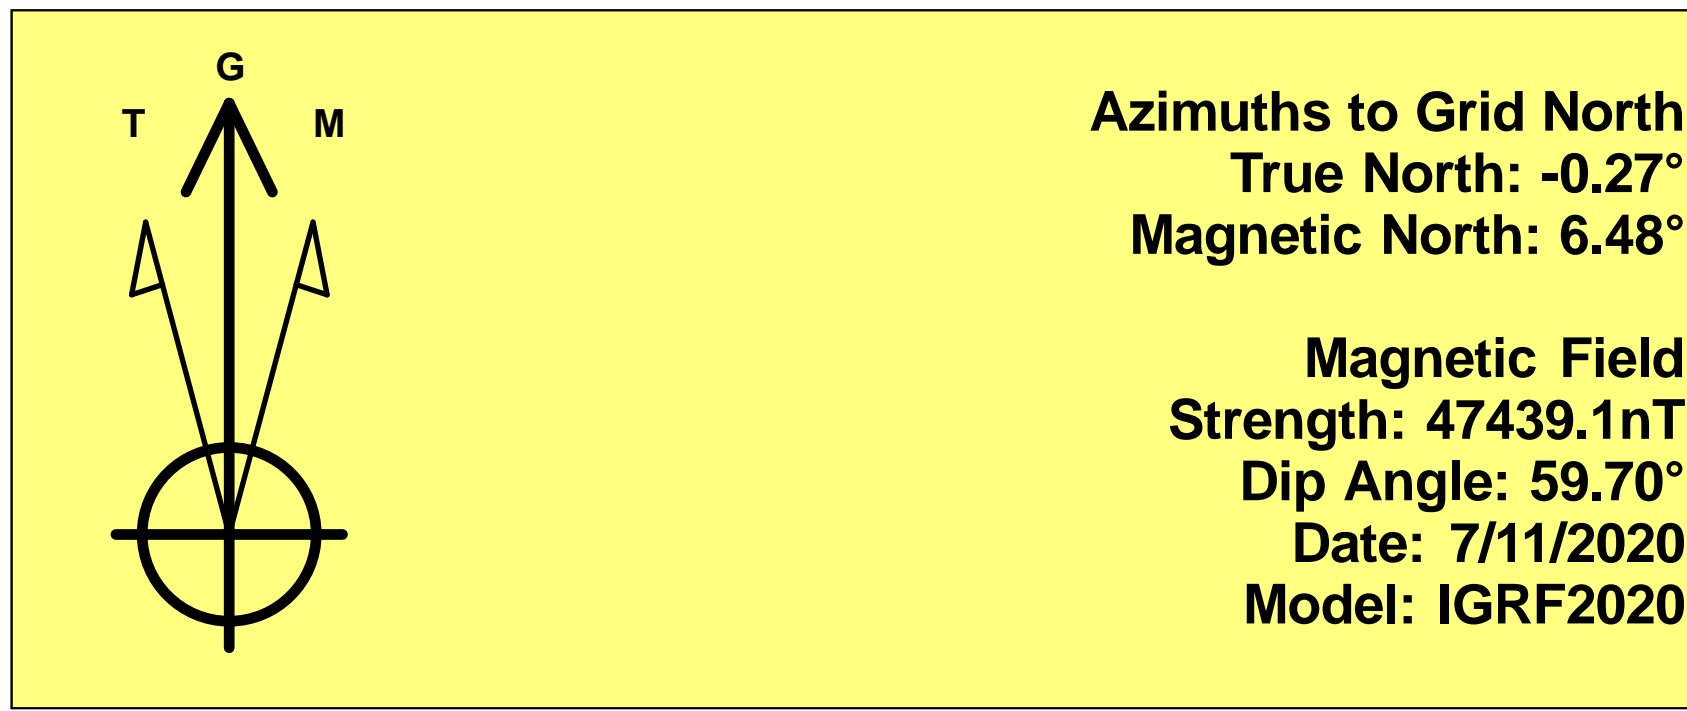 G
T
M
Azimuths to Grid North
True North: -0.27°
Magnetic North: 6.48°
Magnetic Field
Strength: 47439.1nT
Dip Angle: 59.70°
Date: 7/11/2020
Model: IGRF2020